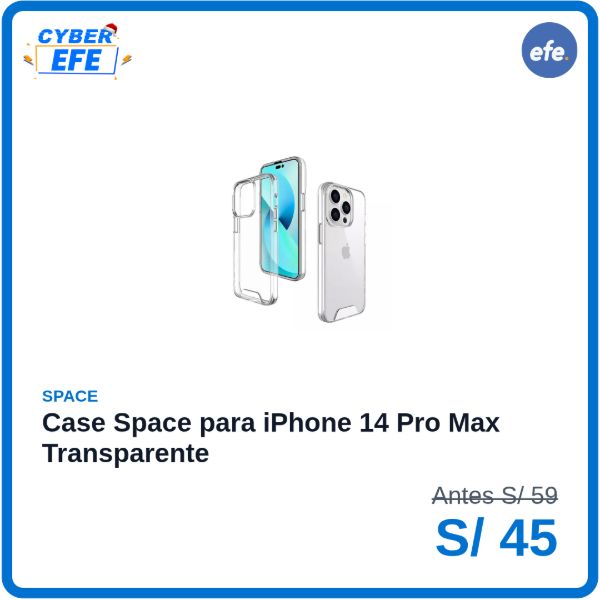 CYBER
EFE
efe.
SPACE
Case Space para iPhone 14 Pro Max
Transparente
Antes S/ 59
S/ 45